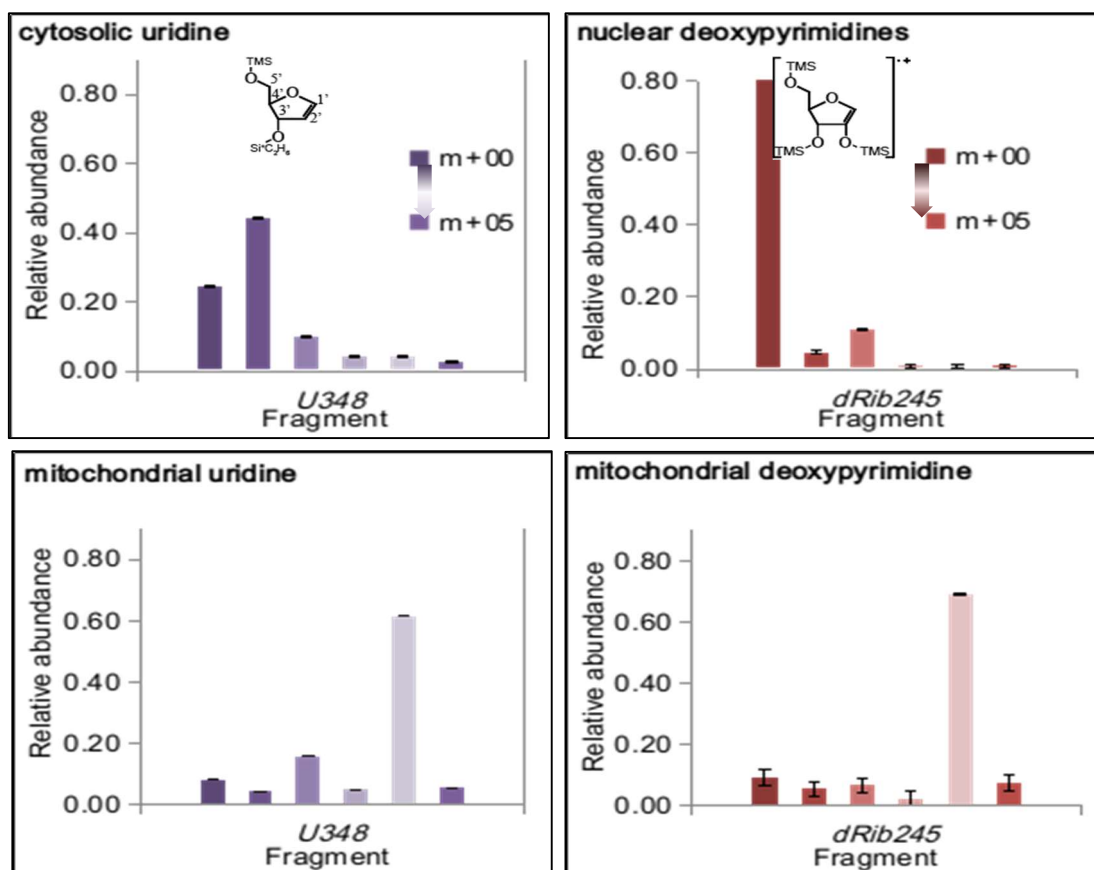 cytosolic uridine
TMS
O
5'
4'
O
1'
3'
2'
O
Si⁺C₂H₆
Relative abundance
0.80
0.60
0.40
0.20
0.00
m + 00
m + 05
U348
Fragment
nuclear deoxypyrimidines
TMS
O
O
O
O
TMS
TMS
·+
Relative abundance
0.80
0.60
0.40
0.20
0.00
m + 00
m + 05
dRib245
Fragment
mitochondrial uridine
Relative abundance
0.80
0.60
0.40
0.20
0.00
U348
Fragment
mitochondrial deoxypyrimidine
Relative abundance
0.80
0.60
0.40
0.20
0.00
dRib245
Fragment